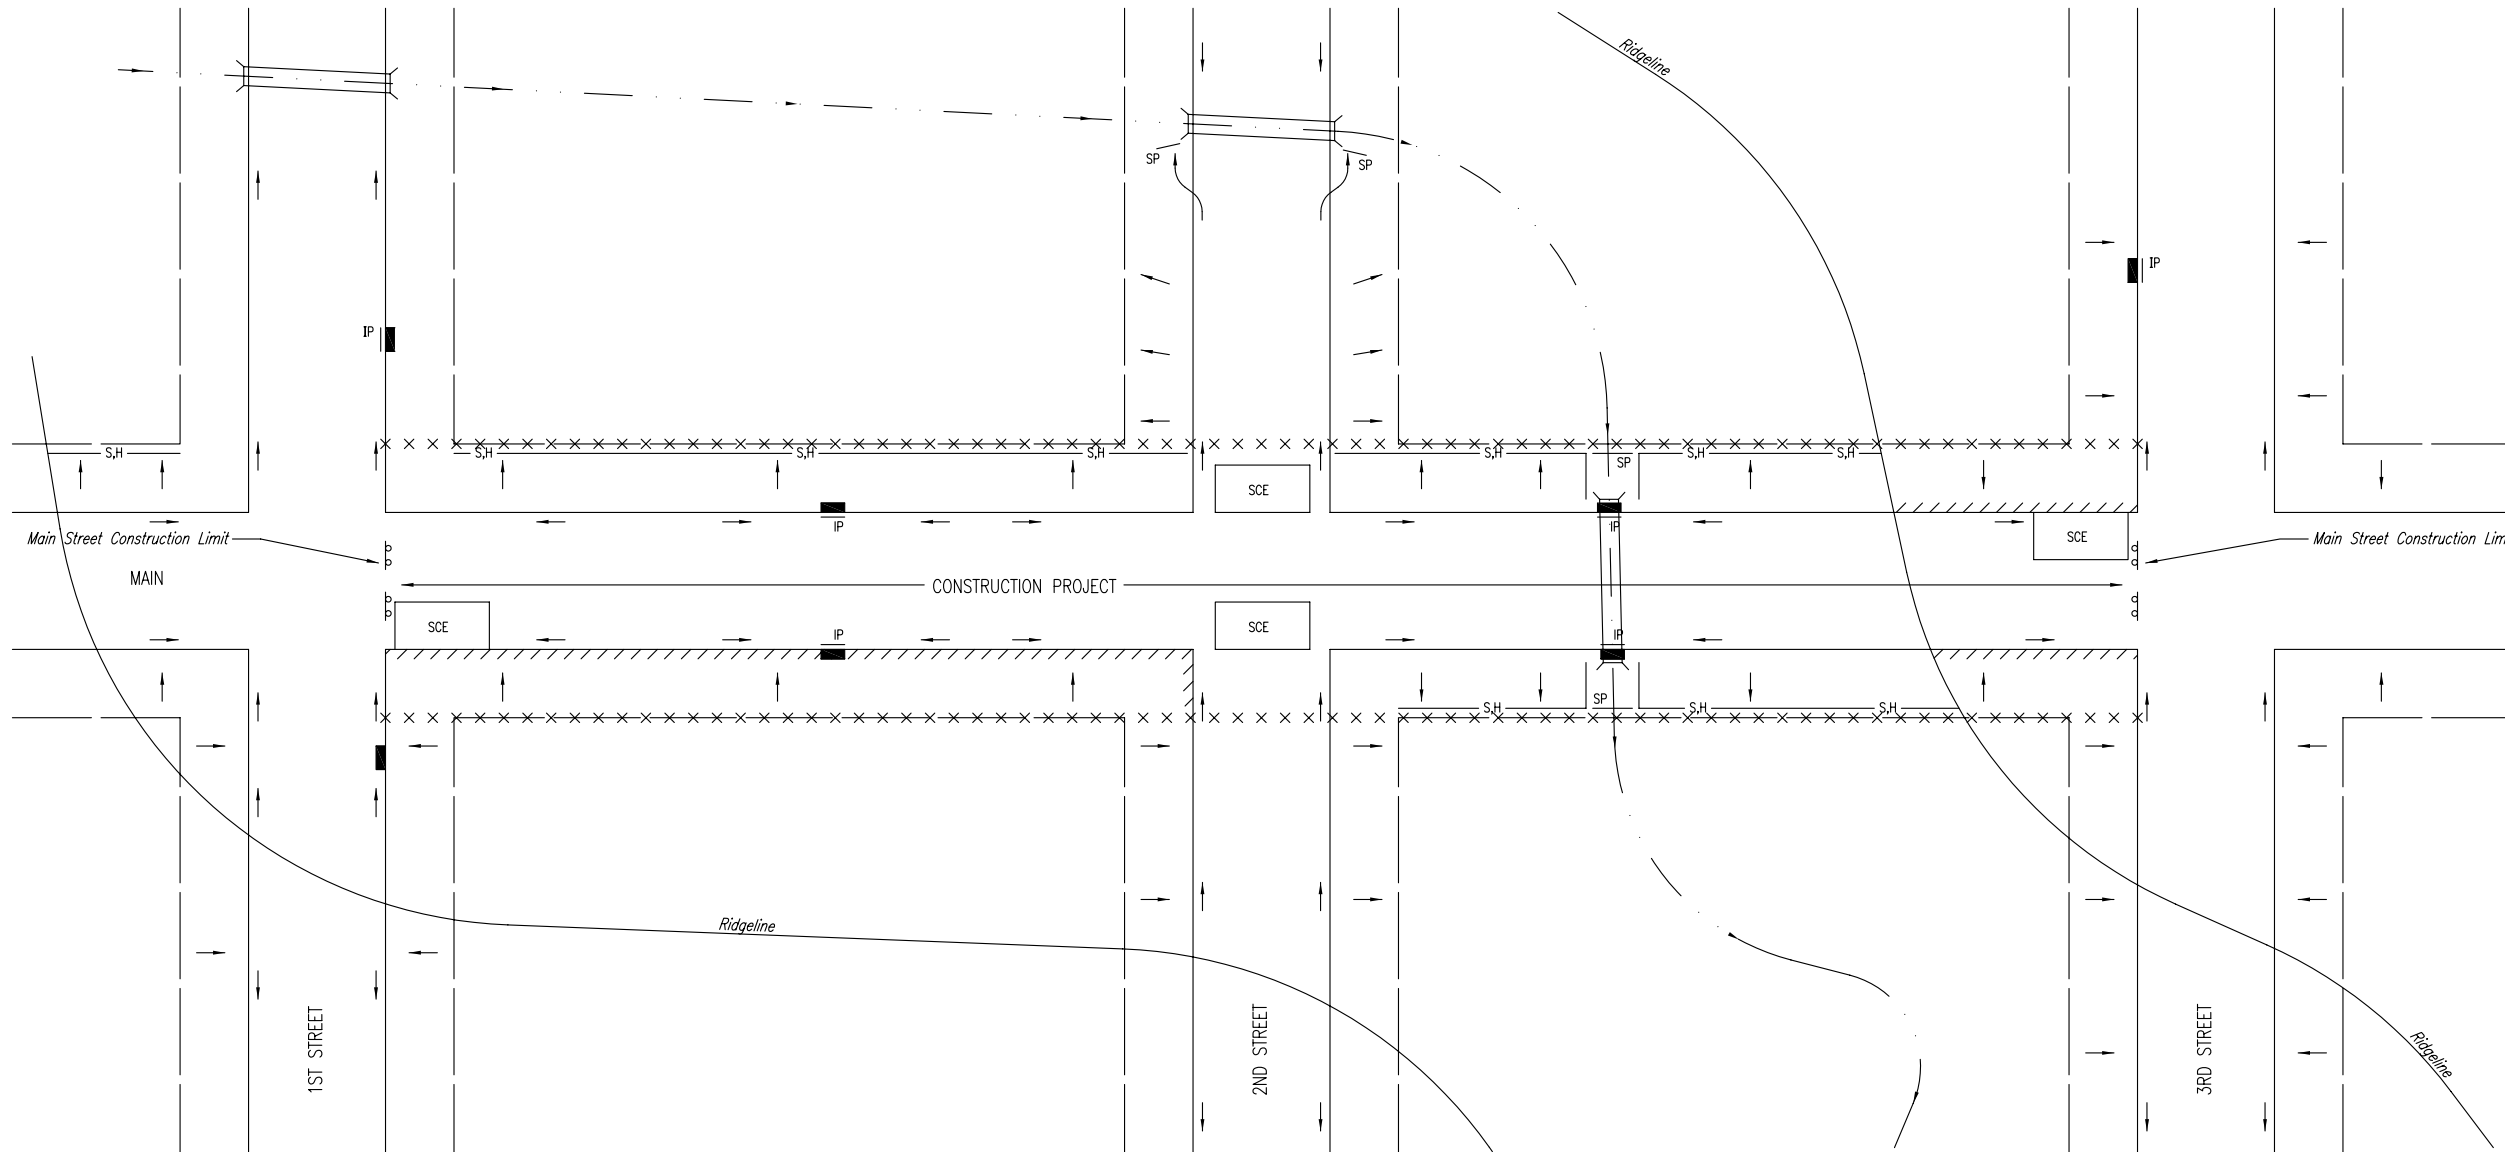 Ridgeline
SP
SP
IP
IP
S,H
S,H
S,H
S,H
S,H
SP
S,H
S,H
SCE
IP
IP
Main Street Construction Limit
SCE
Main Street Construction Lim
MAIN
CONSTRUCTION PROJECT
SCE
SCE
IP
IP
SP
S,H
S,H
S,H
Ridgeline
1ST STREET
2ND STREET
3RD STREET
Ridgeline